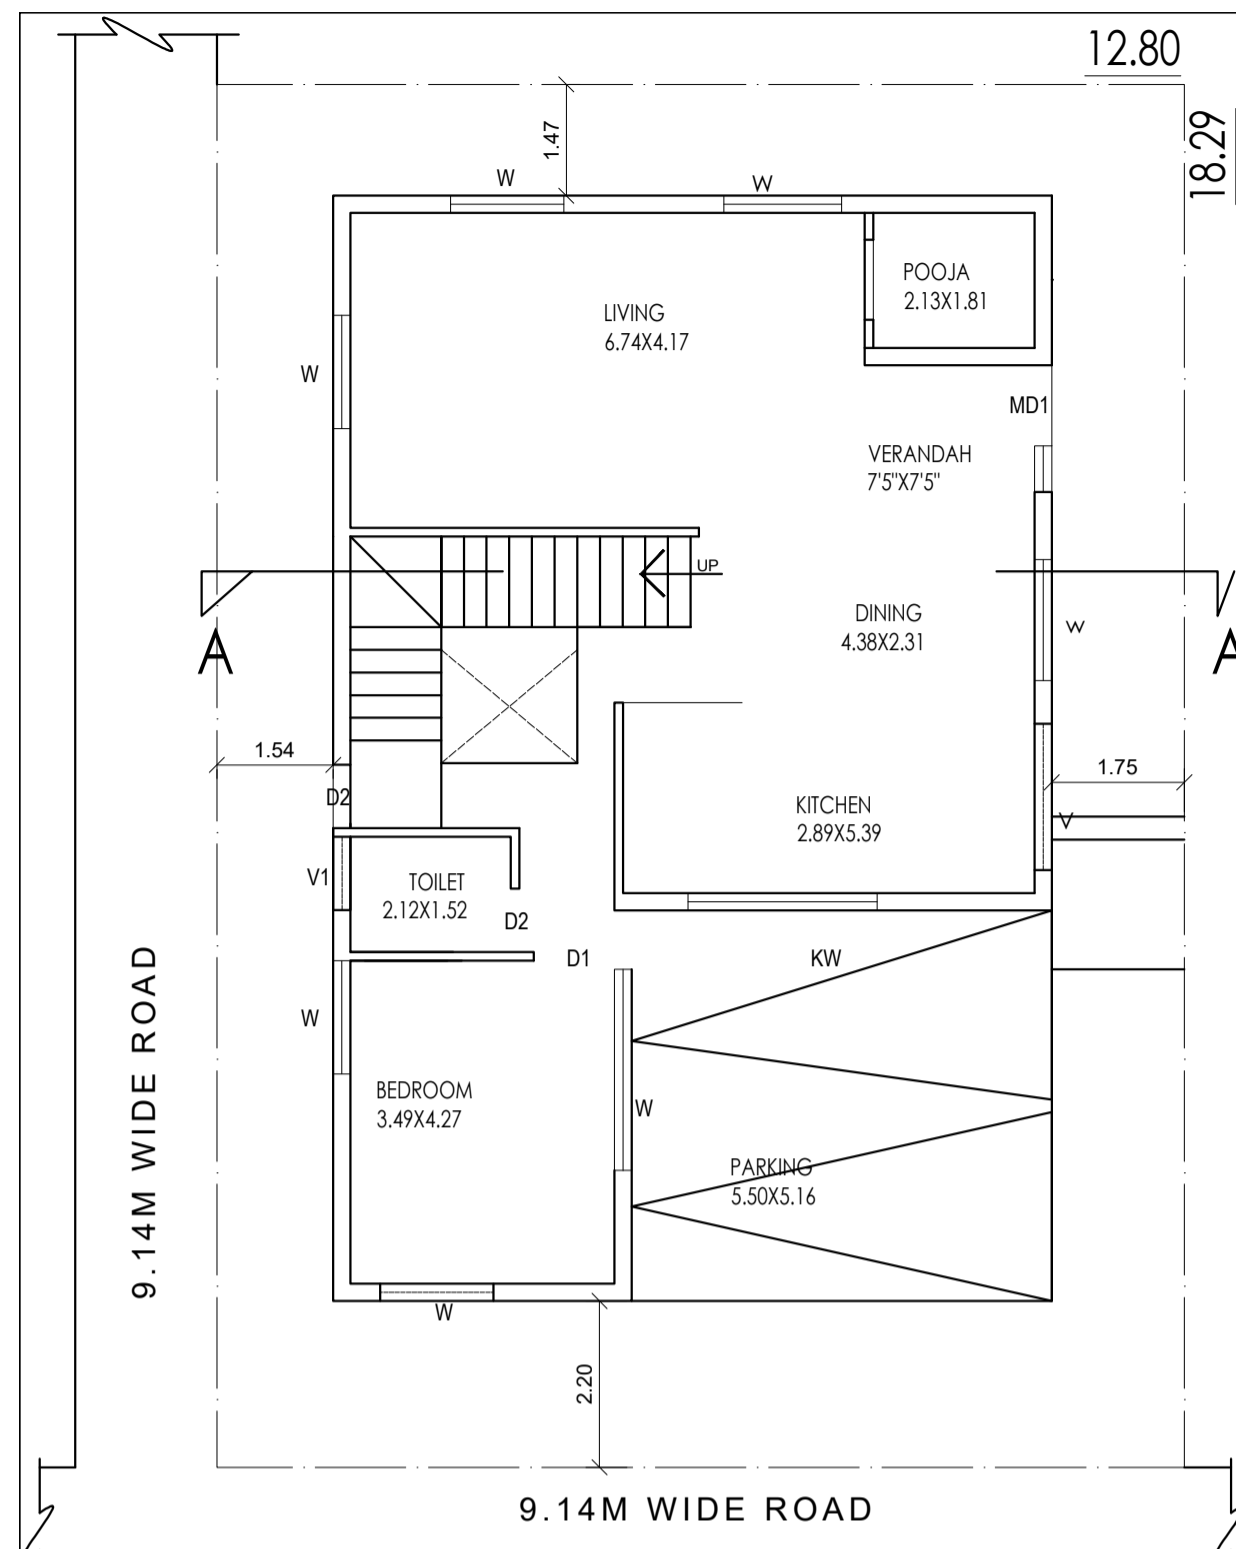 12.80
18.29
1.47
W
W
POOJA
2.13X1.81
LIVING
6.74X4.17
W
MD1
VERANDAH
7'5"X7'5"
UP
DINING
4.38X2.31
W
A
A
1.54
1.75
D2
KITCHEN
2.89X5.39
V
V1
TOILET
2.12X1.52
D2
D1
KW
W
BEDROOM
3.49X4.27
W
PARKING
5.50X5.16
9.14M WIDE ROAD
W
2.20
9.14M WIDE ROAD